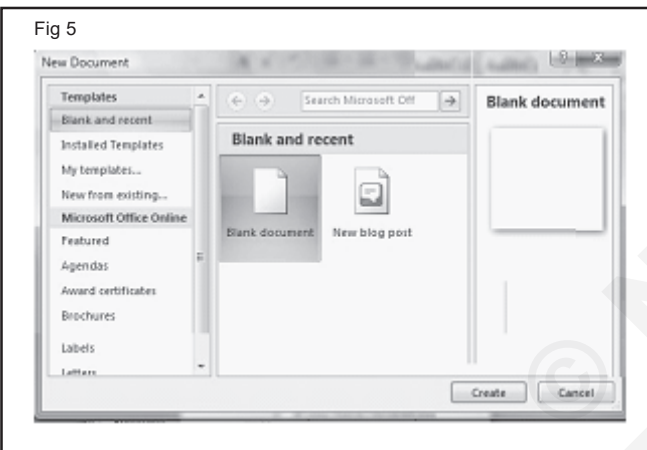 Fig 5
New Document
Templates
Blank and recent
Installed Templates
My templates...
New from existing...
Microsoft Office Online
Featured
Agendas
Award certificates
Brochures
Labels
Letters
Search Microsoft Off
Blank and recent
Blank document
New blog post
Blank document
Create
Cancel